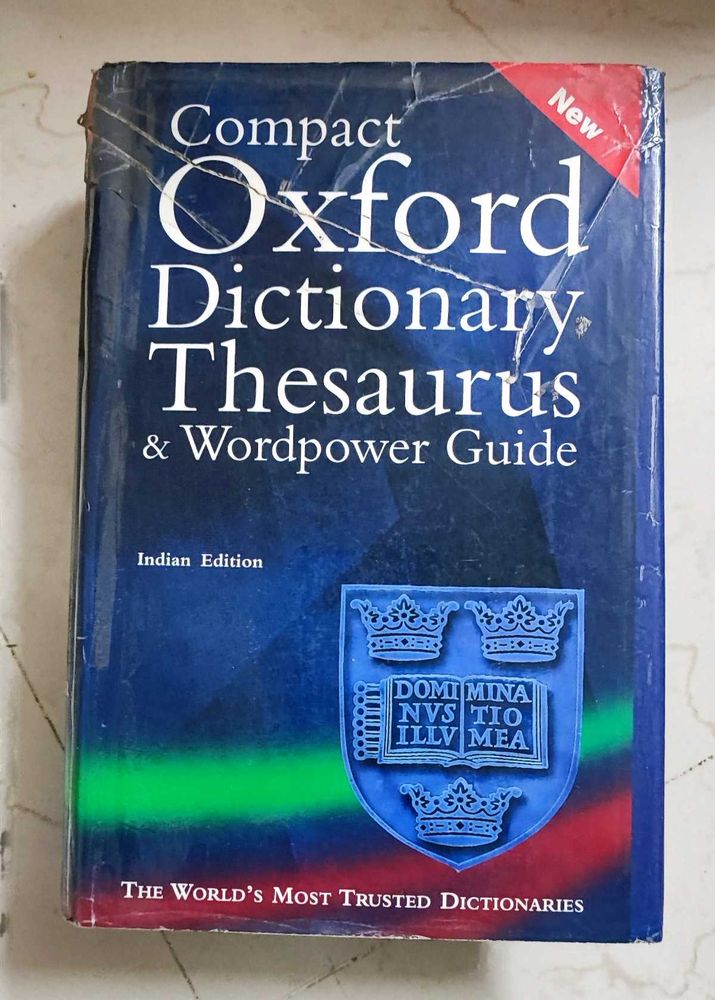 New
Compact
Oxford
Dictionary
Thesaurus
& Wordpower Guide
Indian Edition
DOMI MINA
NVS TIO
ILLV MEA
THE WORLD'S MOST TRUSTED DICTIONARIES